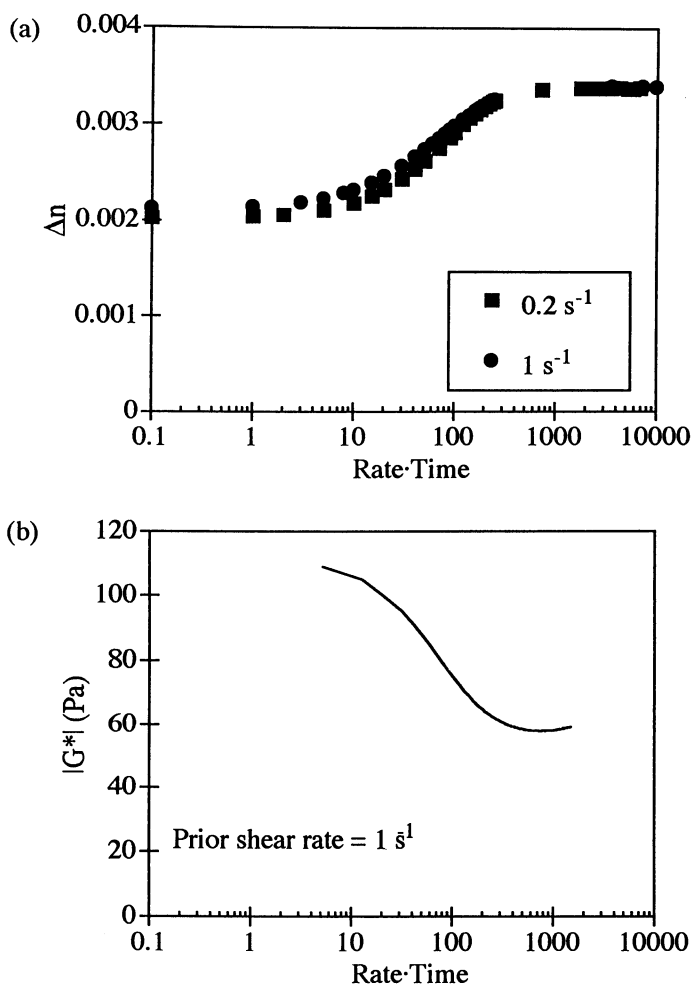 (a)
0.004
0.003
0.002
0.001
0
Δn
0.2 s-1
1 s-1
0.1 1 10 100 1000 10000
Rate·Time
(b)
120
100
80
60
40
20
0
|G*| (Pa)
Prior shear rate = 1 s̄1
0.1 1 10 100 1000 10000
Rate·Time